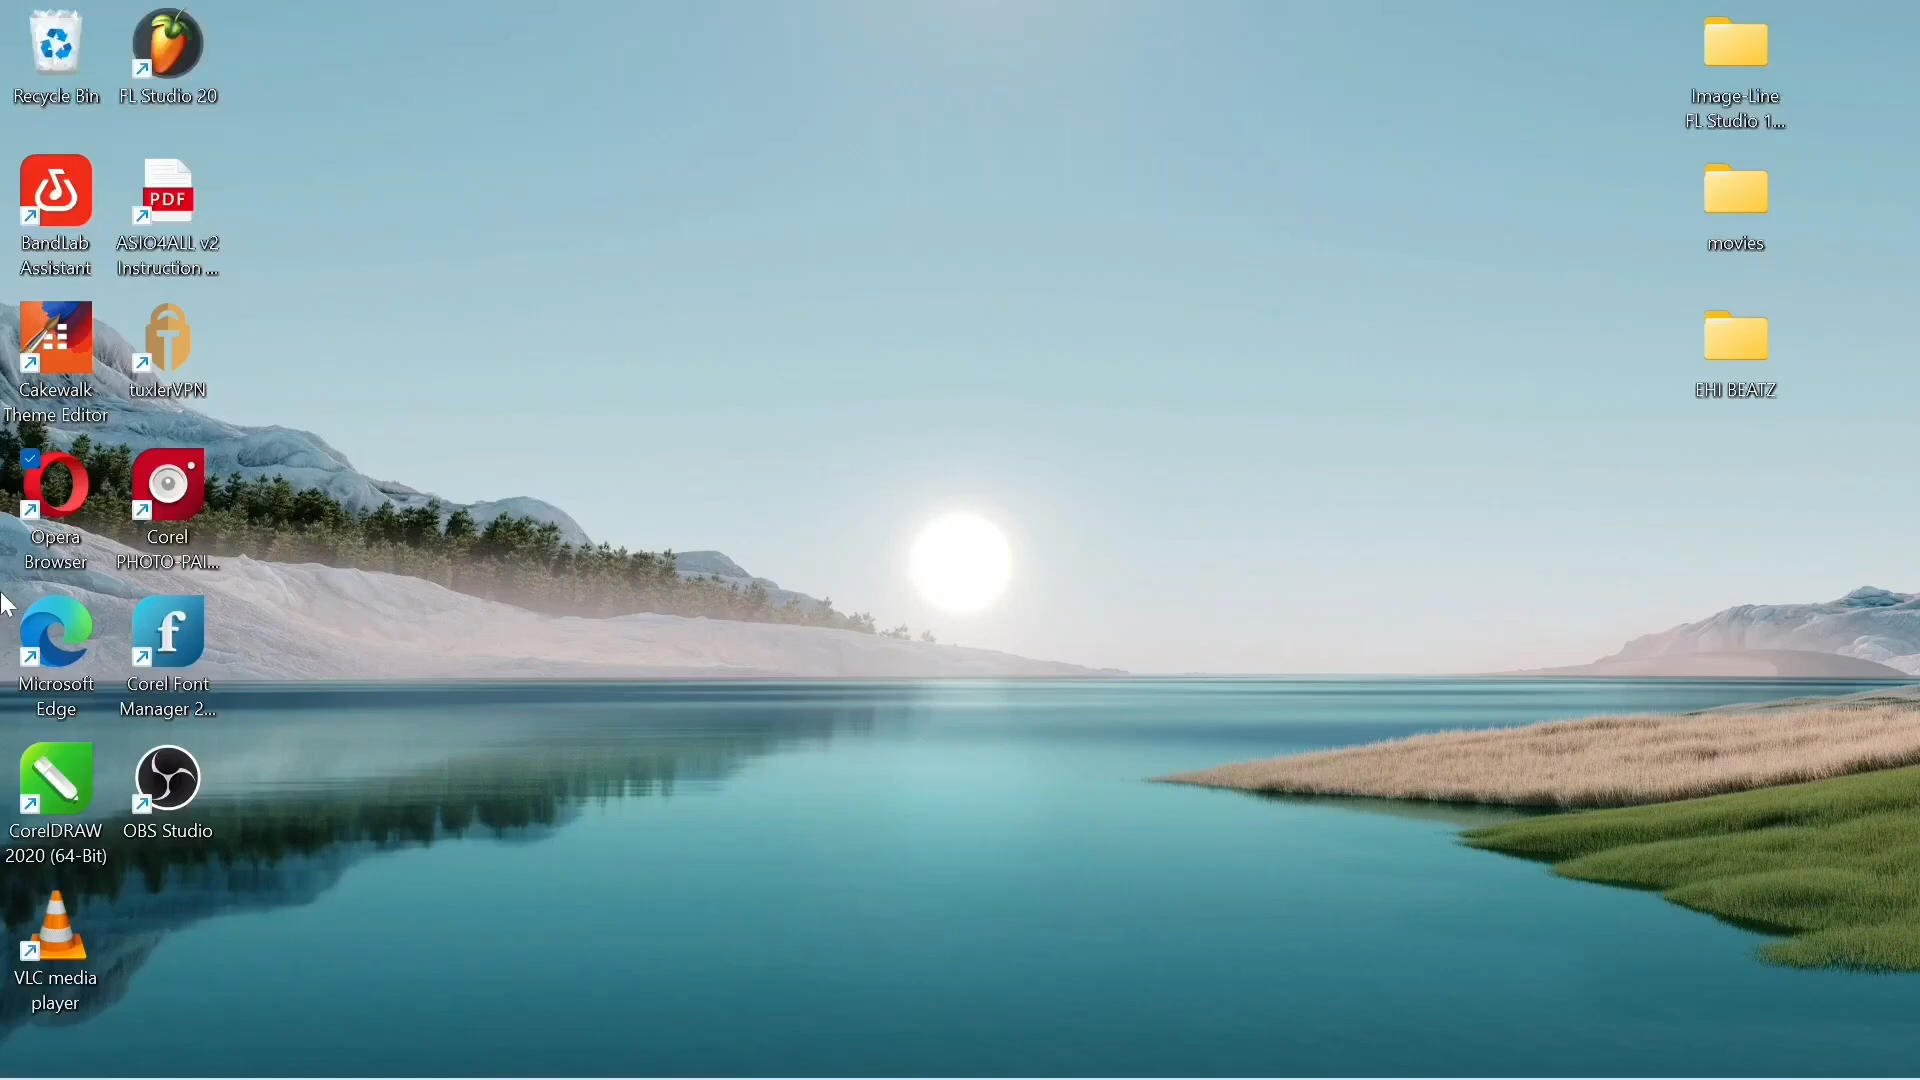 Recycle Bin
FL Studio 20
Image-Line
FL Studio 1...
BandLab
Assistant
PDF
ASIO4ALL v2
Instruction ...
movies
Cakewalk
Theme Editor
tuxlerVPN
EHI BEATZ
Opera
Browser
Corel
PHOTO-PAI...
Microsoft
Edge
f
Corel Font
Manager 2...
CorelDRAW
2020 (64-Bit)
OBS Studio
VLC media
player